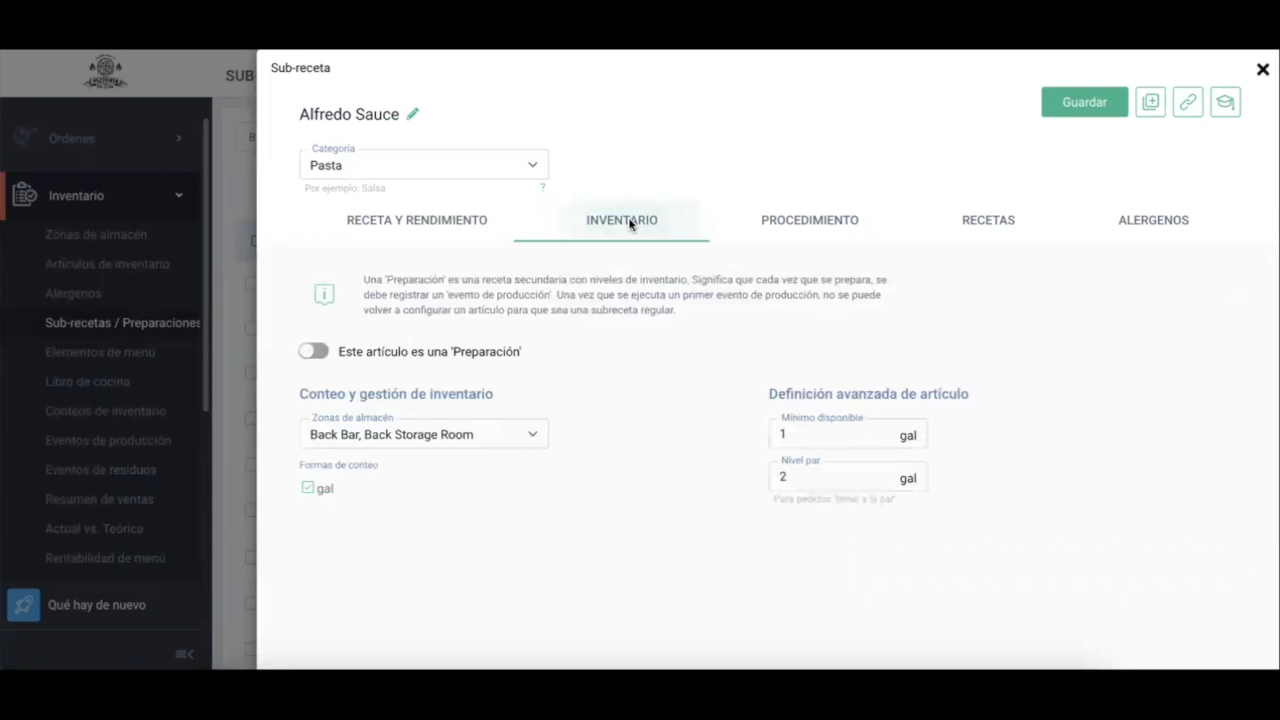 Sub-receta
SUB-
Alfredo Sauce
Guardar
Categoría
Pasta
Por ejemplo: Salsa
?
RECETA Y RENDIMIENTO
INVENTARIO
PROCEDIMIENTO
RECETAS
ALERGENOS
Una 'Preparación' es una receta secundaria con niveles de inventario. Significa que cada vez que se prepara, se
debe registrar un 'evento de producción'. Una vez que se ejecuta un primer evento de producción, no se puede
volver a configurar un artículo para que sea una subreceta regular.
Este artículo es una 'Preparación'
Conteo y gestión de inventario
Zonas de almacén
Back Bar, Back Storage Room
Formas de conteo
gal
Definición avanzada de artículo
Mínimo disponible
1 gal
Nivel par
2 gal
Para pedidos 'llenar a la par'
Órdenes
Inventario
Zonas de almacén
Artículos de inventario
Alergenos
Sub-recetas / Preparaciones
Elementos de menú
Libro de cocina
Conteos de inventario
Eventos de producción
Eventos de residuos
Resumen de ventas
Actual vs. Teórica
Rentabilidad de menú
Qué hay de nuevo